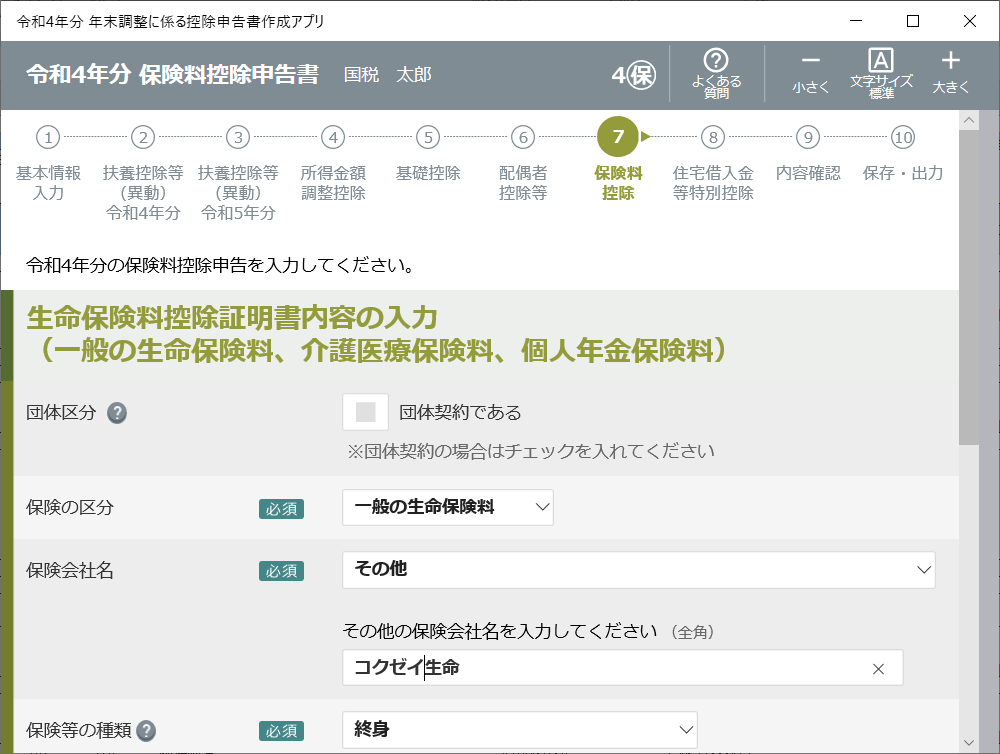 令和4年分 年末調整に係る控除申告書作成アプリ
令和4年分 保険料控除申告書 国税 太郎 4保 よくある質問 小さく 文字サイズ標準 大きく
1 2 3 4 5 6 7 8 9 10
基本情報入力 扶養控除等(異動)令和4年分 扶養控除等(異動)令和5年分 所得金額調整控除 基礎控除 配偶者控除等 保険料控除 住宅借入金等特別控除 内容確認 保存・出力
令和4年分の保険料控除申告を入力してください。
生命保険料控除証明書内容の入力
（一般の生命保険料、介護医療保険料、個人年金保険料）
団体区分 ? 団体契約である
※団体契約の場合はチェックを入れてください
保険の区分 必須 一般の生命保険料
保険会社名 必須 その他
その他の保険会社名を入力してください （全角）
コクゼイ生命
保険等の種類 ? 必須 終身